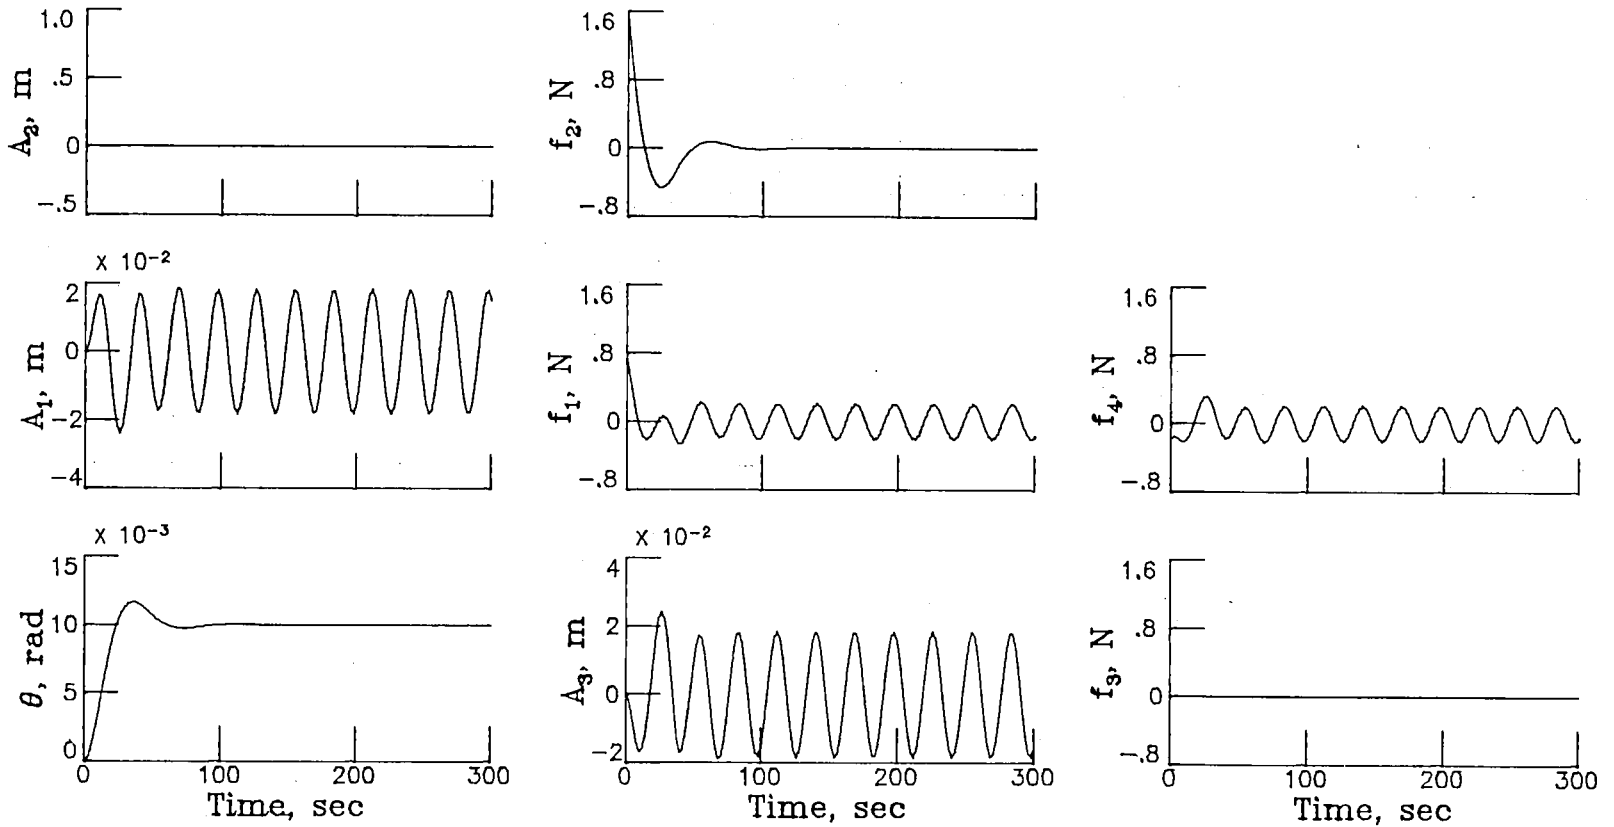 1.0
.5
0
-.5
A2, m
1.6
.8
0
-.8
f2, N
X 10-2
2
0
-2
-4
A1, m
1.6
.8
0
-.8
f1, N
1.6
.8
0
-.8
f4, N
X 10-3
15
10
5
0
θ, rad
0 100 200 300
Time, sec
X 10-2
4
2
0
-2
A3, m
0 100 200 300
Time, sec
1.6
.8
0
-.8
f3, N
0 100 200 300
Time, sec